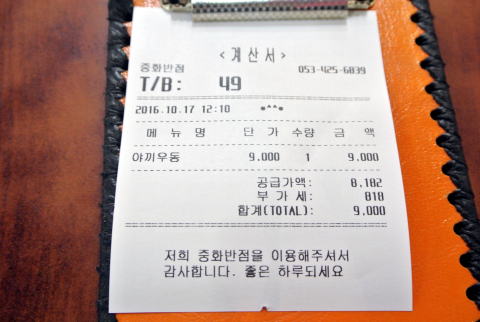 <계산서>
중화반점 053-425-6839
T/B: 49
2016.10.17 12:10 •^^•
메 뉴 명 단 가 수량 금 액
야끼우동 9.000 1 9.000
공급가액: 8,182
부 가 세: 818
합계(TOTAL): 9,000
저희 중화반점을 이용해주셔서
감사합니다. 좋은 하루되세요